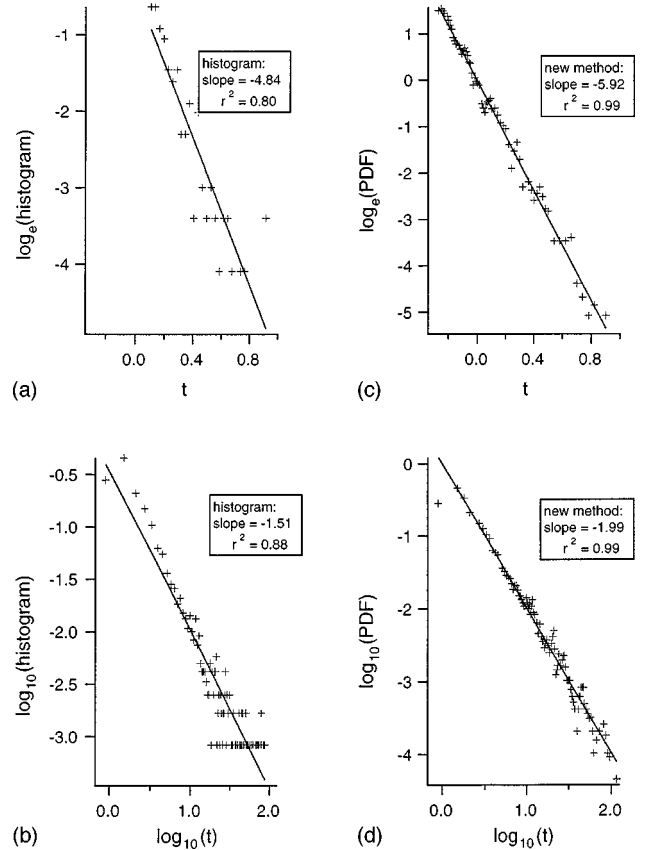 -1
-2
-3
-4
log_e(histogram)
histogram:
slope = -4.84
r² = 0.80
0.0
0.4
0.8
t
(a)
1
0
-1
-2
-3
-4
-5
log_e(PDF)
new method:
slope = -5.92
r² = 0.99
0.0
0.4
0.8
t
(c)
-0.5
-1.0
-1.5
-2.0
-2.5
-3.0
log₁₀(histogram)
histogram:
slope = -1.51
r² = 0.88
0.0
1.0
2.0
log₁₀(t)
(b)
0
-1
-2
-3
-4
log₁₀(PDF)
new method:
slope = -1.99
r² = 0.99
0.0
1.0
2.0
log₁₀(t)
(d)